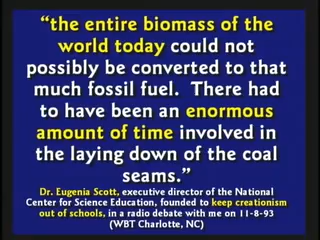 “the entire biomass of the
world today could not
possibly be converted to that
much fossil fuel.  There had
to have been an enormous
amount of time involved in
the laying down of the coal
seams.”
Dr. Eugenia Scott, executive director of the National
Center for Science Education, founded to keep creationism
out of schools, in a radio debate with me on 11-8-93
(WBT Charlotte, NC)